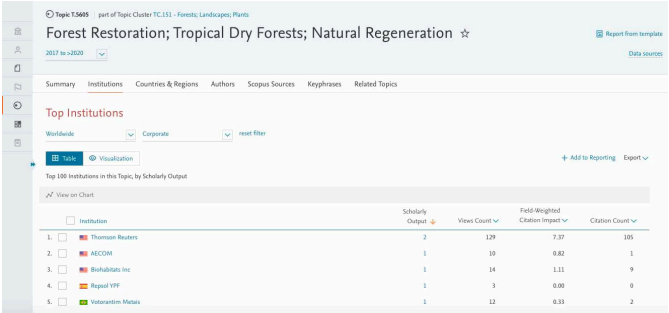 Topic T.5605 | part of Topic Cluster TC.151 - Forests; Landscapes; Plants
Forest Restoration; Tropical Dry Forests; Natural Regeneration ☆
Report from template
2017 to >2020
Data sources
Summary Institutions Countries & Regions Authors Scopus Sources Keyphrases Related Topics
Top Institutions
Worldwide Corporate reset filter
Table Visualization + Add to Reporting Export
Top 100 Institutions in this Topic, by Scholarly Output
View on Chart
Institution Scholarly Output Views Count Field-Weighted Citation Impact Citation Count
1. Thomson Reuters 2 129 7.37 105
2. AECOM 1 10 0.82 1
3. Biohabitats Inc 1 14 1.11 9
4. Repsol YPF 1 3 0.00 0
5. Votorantim Metais 1 12 0.33 2